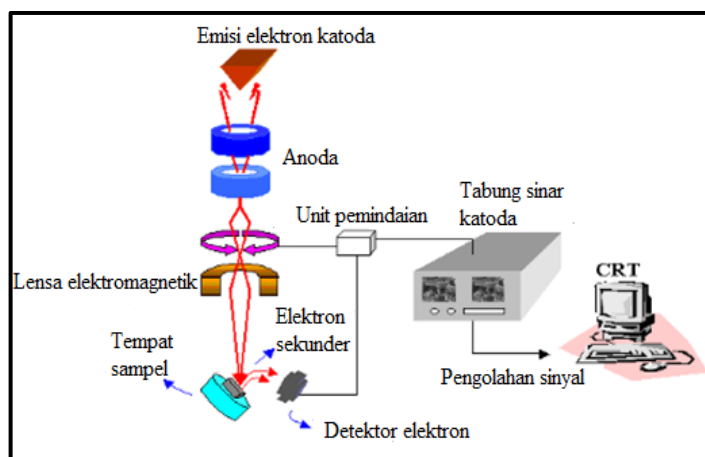 Emisi elektron katoda
Anoda
Tabung sinar
katoda
Unit pemindaian
CRT
Lensa elektromagnetik
Elektron
sekunder
Tempat
sampel
Pengolahan sinyal
Detektor elektron